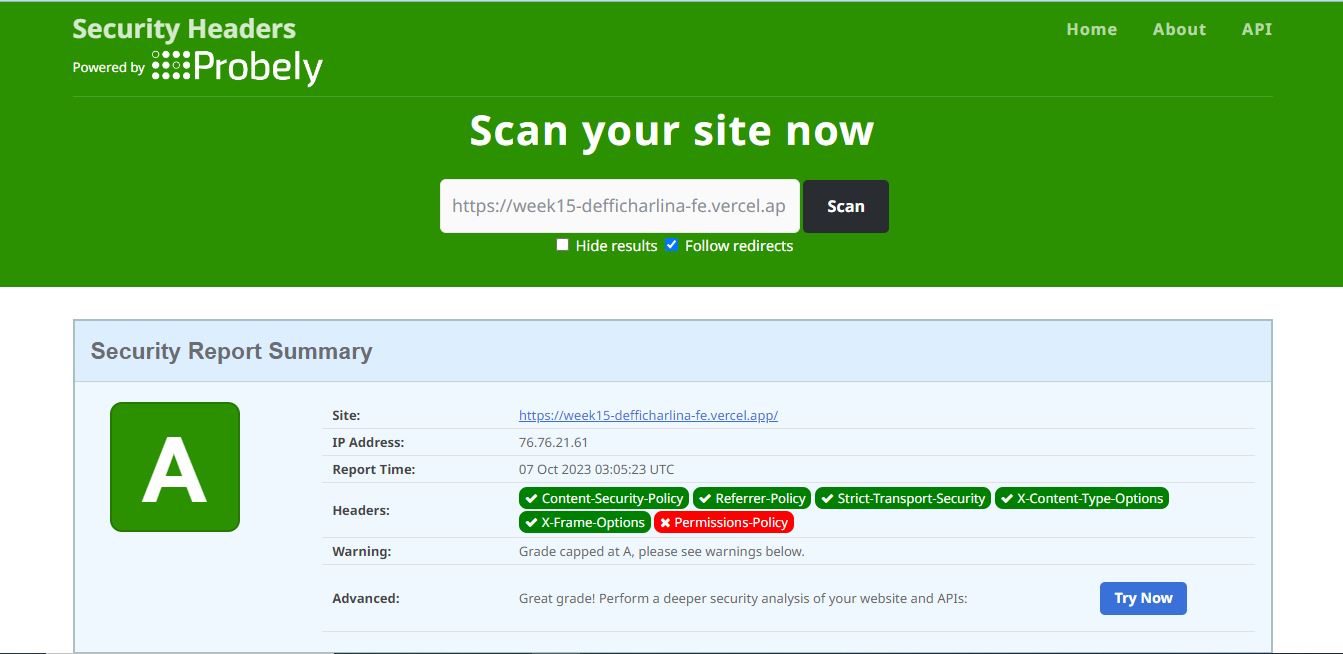 Security Headers
Home About API
Powered by Probely
Scan your site now
https://week15-defficharlina-fe.vercel.ap
Scan
Hide results Follow redirects
Security Report Summary
A
Site: https://week15-defficharlina-fe.vercel.app/
IP Address: 76.76.21.61
Report Time: 07 Oct 2023 03:05:23 UTC
Headers: Content-Security-Policy Referrer-Policy Strict-Transport-Security X-Content-Type-Options
X-Frame-Options Permissions-Policy
Warning: Grade capped at A, please see warnings below.
Advanced: Great grade! Perform a deeper security analysis of your website and APIs: Try Now